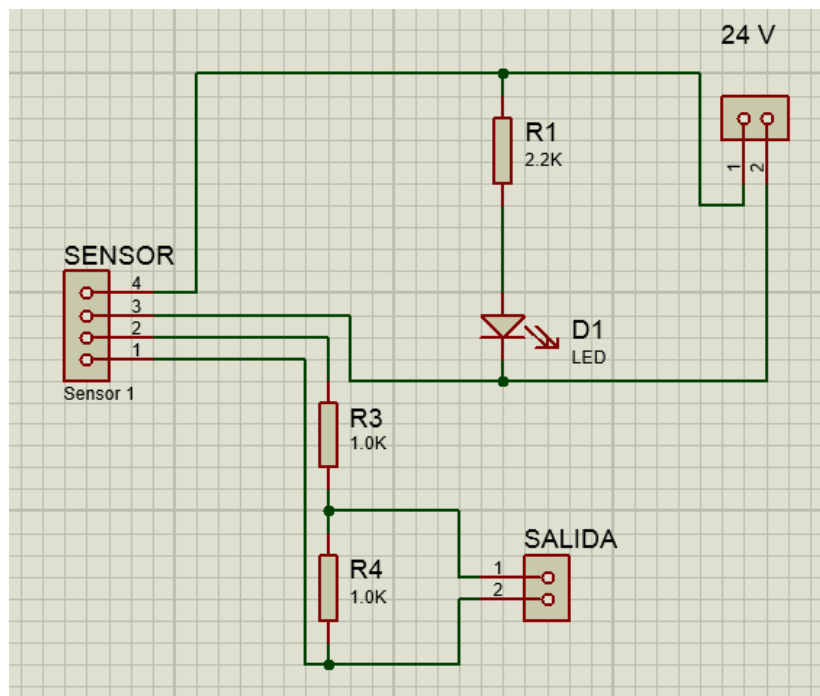 24 V
R1
2.2K
1
2
SENSOR
4
3
2
1
Sensor 1
D1
LED
R3
1.0K
SALIDA
1
2
R4
1.0K